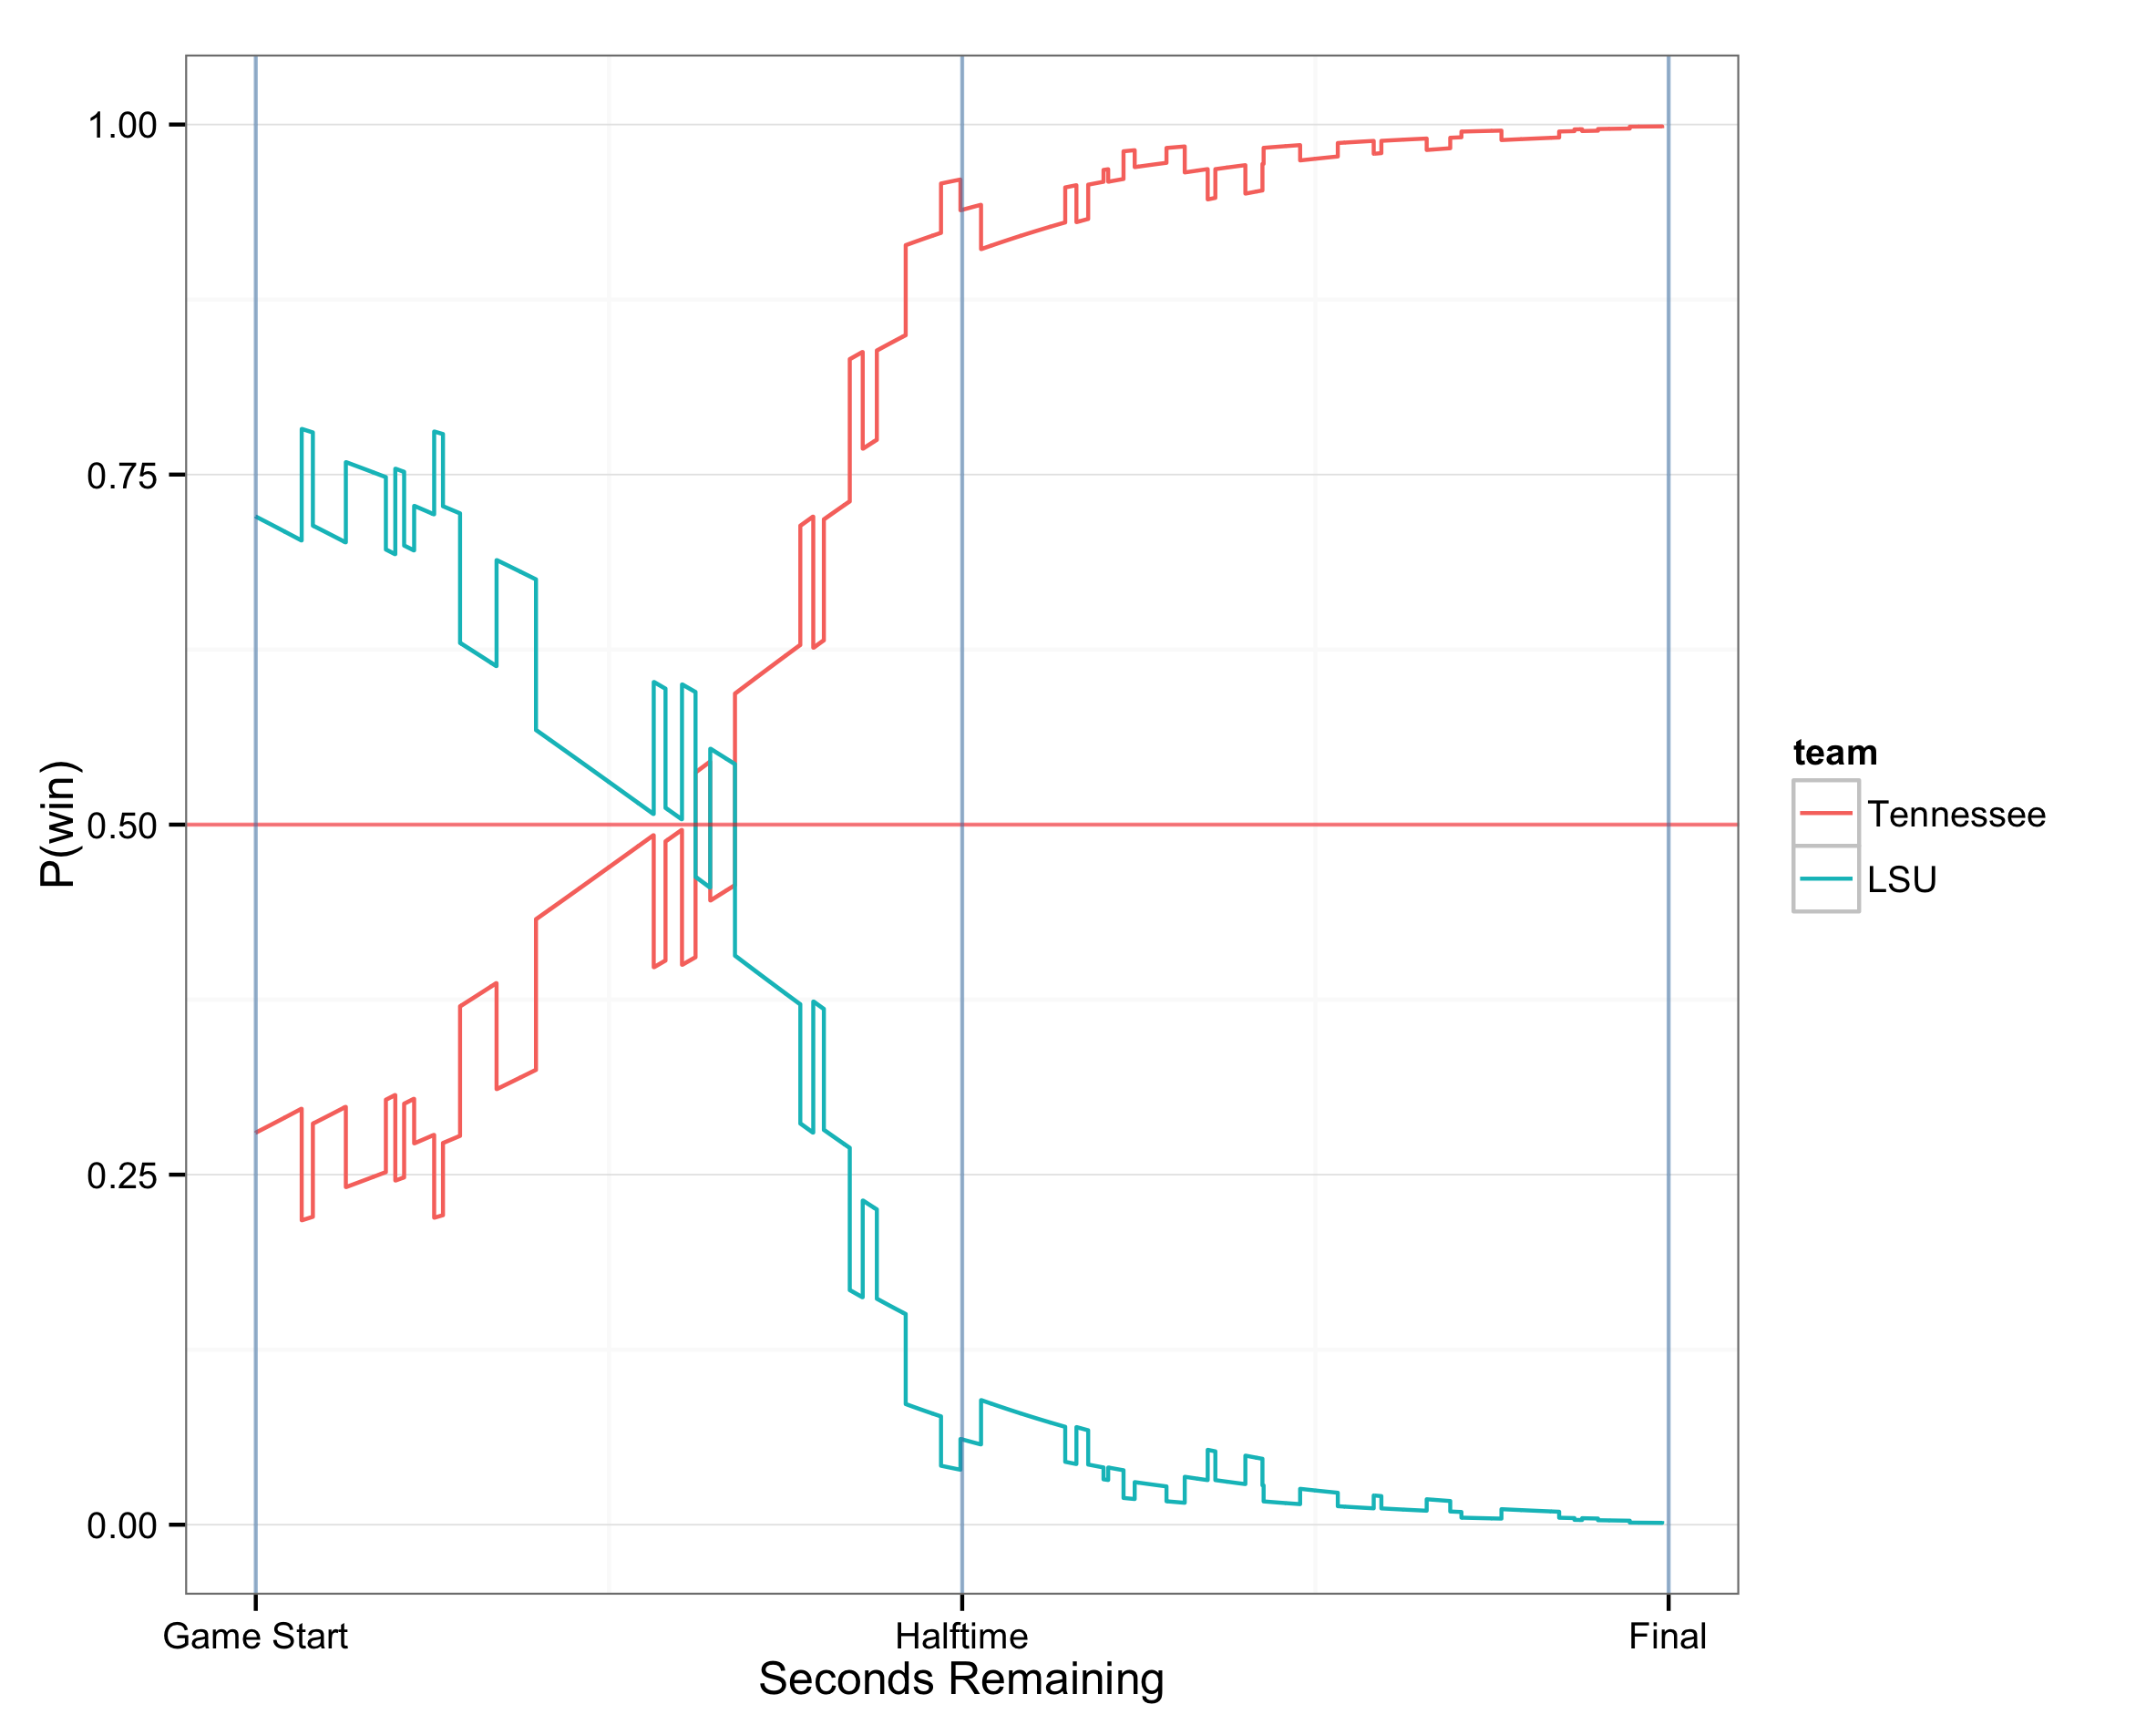 1.00
0.75
0.50
0.25
0.00
P(win)
Game Start
Halftime
Final
Seconds Remaining
team
Tennessee
LSU